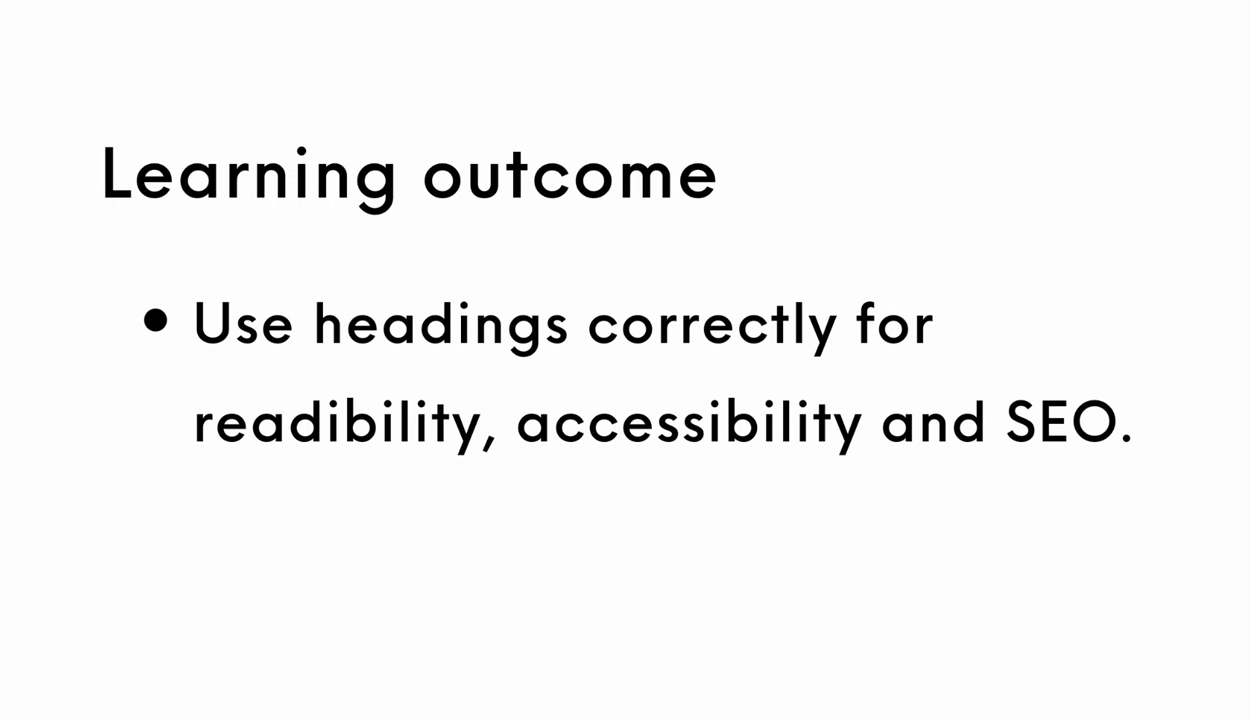 Learning outcome
• Use headings correctly for
readibility, accessibility and SEO.